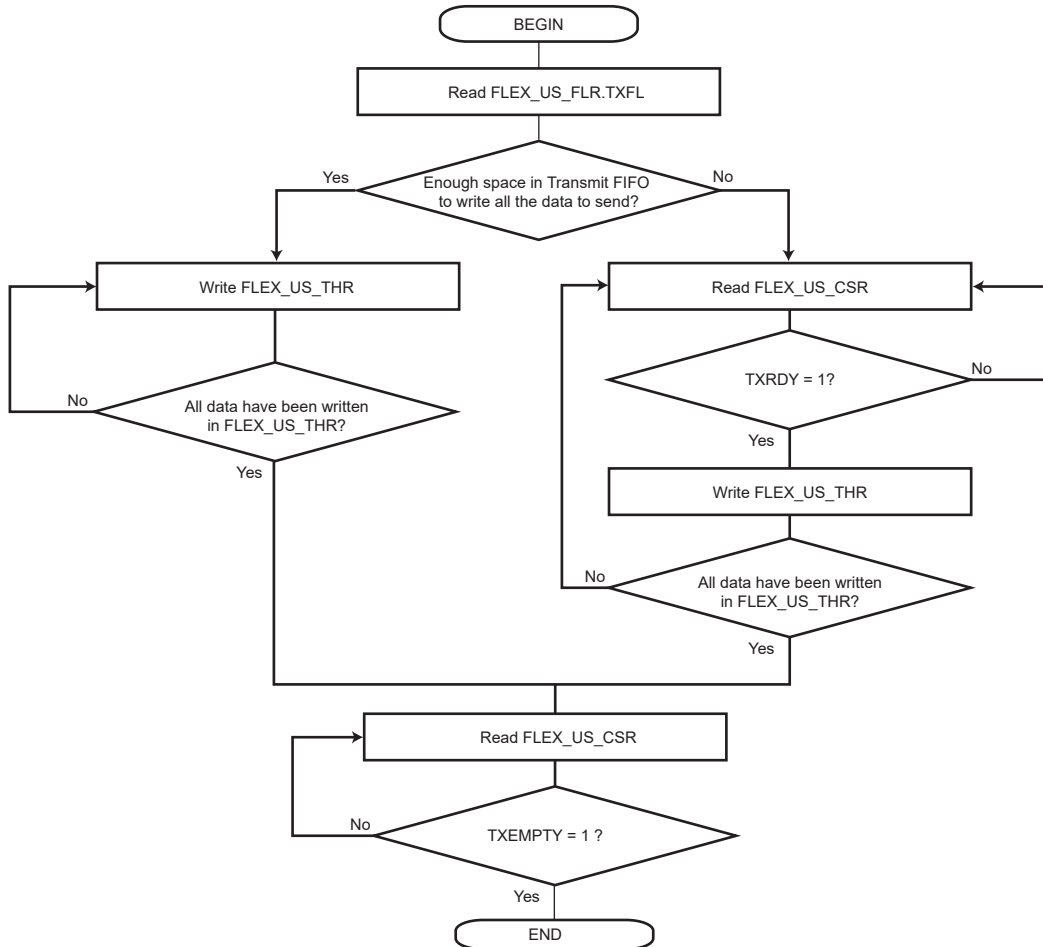 BEGIN
Read FLEX_US_FLR.TXFL
Yes
Enough space in Transmit FIFO
to write all the data to send?
No
Write FLEX_US_THR
Read FLEX_US_CSR
TXRDY = 1?
No
No
All data have been written
in FLEX_US_THR?
Yes
Yes
Write FLEX_US_THR
No
All data have been written
in FLEX_US_THR?
Yes
Read FLEX_US_CSR
No
TXEMPTY = 1 ?
Yes
END